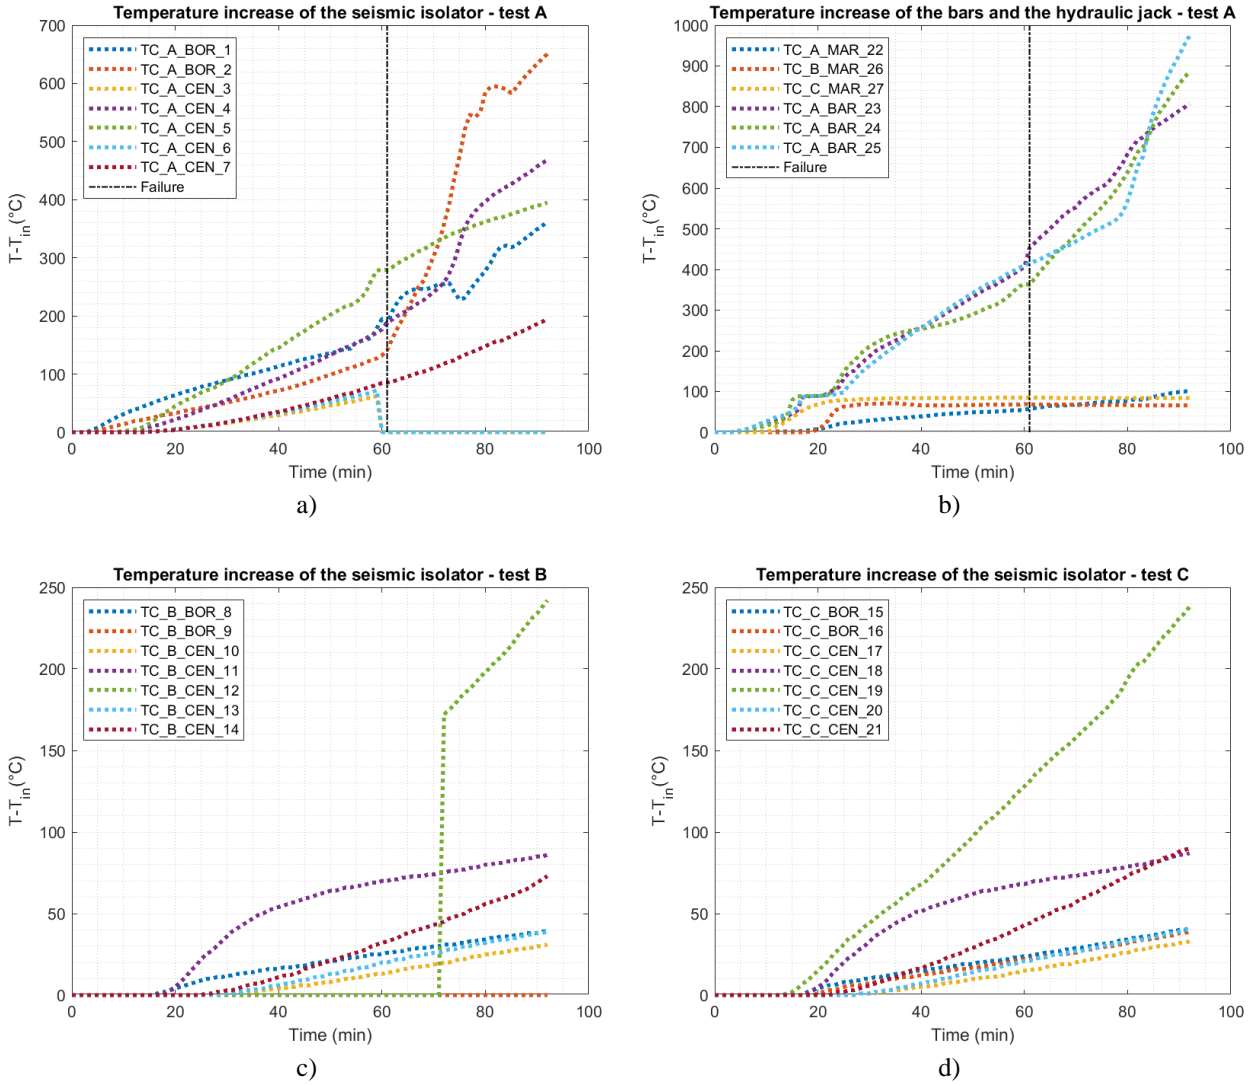 Temperature increase of the seismic isolator - test A
700
600
500
400
300
200
100
0
T-Tin(°C)
TC_A_BOR_1
TC_A_BOR_2
TC_A_CEN_3
TC_A_CEN_4
TC_A_CEN_5
TC_A_CEN_6
TC_A_CEN_7
Failure
0 20 40 60 80 100
Time (min)
a)
Temperature increase of the bars and the hydraulic jack - test A
1000
900
800
700
600
500
400
300
200
100
0
T-Tin(°C)
TC_A_MAR_22
TC_B_MAR_26
TC_C_MAR_27
TC_A_BAR_23
TC_A_BAR_24
TC_A_BAR_25
Failure
0 20 40 60 80 100
Time (min)
b)
Temperature increase of the seismic isolator - test B
250
200
150
100
50
0
T-Tin(°C)
TC_B_BOR_8
TC_B_BOR_9
TC_B_CEN_10
TC_B_CEN_11
TC_B_CEN_12
TC_B_CEN_13
TC_B_CEN_14
0 20 40 60 80 100
Time (min)
c)
Temperature increase of the seismic isolator - test C
250
200
150
100
50
0
T-Tin(°C)
TC_C_BOR_15
TC_C_BOR_16
TC_C_CEN_17
TC_C_CEN_18
TC_C_CEN_19
TC_C_CEN_20
TC_C_CEN_21
0 20 40 60 80 100
Time (min)
d)